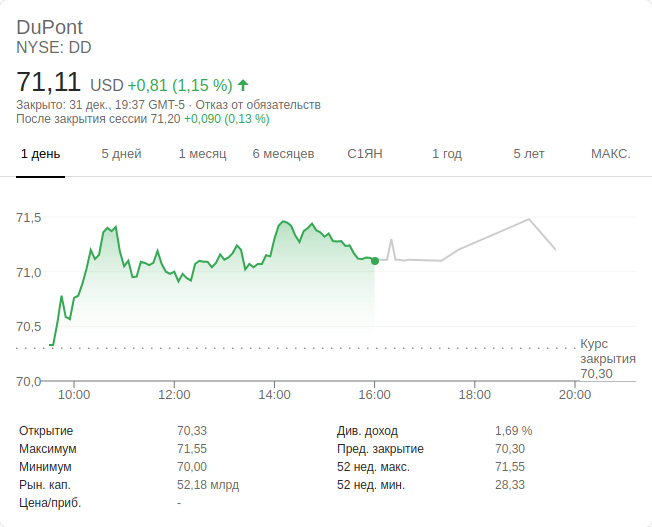 DuPont
NYSE: DD
71,11 USD +0,81 (1,15 %)
Закрыто: 31 дек., 19:37 GMT-5 · Отказ от обязательств
После закрытия сессии 71,20 +0,090 (0,13 %)
1 день 5 дней 1 месяц 6 месяцев С1ЯН 1 год 5 лет МАКС.
71,5
71,0
70,5
70,0
Курс
закрытия
70,30
10:00 12:00 14:00 16:00 18:00 20:00
Открытие 70,33 Див. доход 1,69 %
Максимум 71,55 Пред. закрытие 70,30
Минимум 70,00 52 нед. макс. 71,55
Рын. кап. 52,18 млрд 52 нед. мин. 28,33
Цена/приб. -